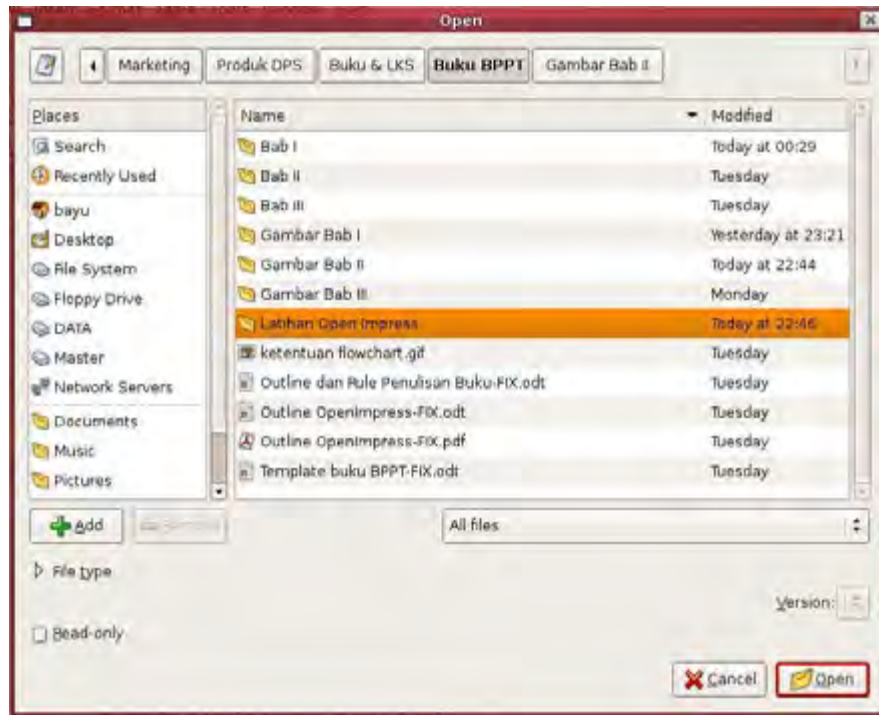 Open
Marketing Produk DPS Buku & LKS Buku BPPT Gambar Bab II
Places Name Modified
Search Bab I Today at 00:29
Recently Used Bab II Tuesday
bayu Bab III Tuesday
Desktop Gambar Bab I Yesterday at 23:21
File System Gambar Bab II Today at 22:44
Floppy Drive Gambar Bab III Monday
DATA Latihan Open Impress Today at 22:46
Master ketentuan flowchart.gif Tuesday
Network Servers Outline dan Rule Penulisan Buku-FIX.odt Tuesday
Documents Outline OpenImpress-FIX.odt Tuesday
Music Outline OpenImpress-FIX.pdf Tuesday
Pictures Template buku BPPT-FIX.odt Tuesday
Add All files
File type
Version:
Read-only
Cancel Open